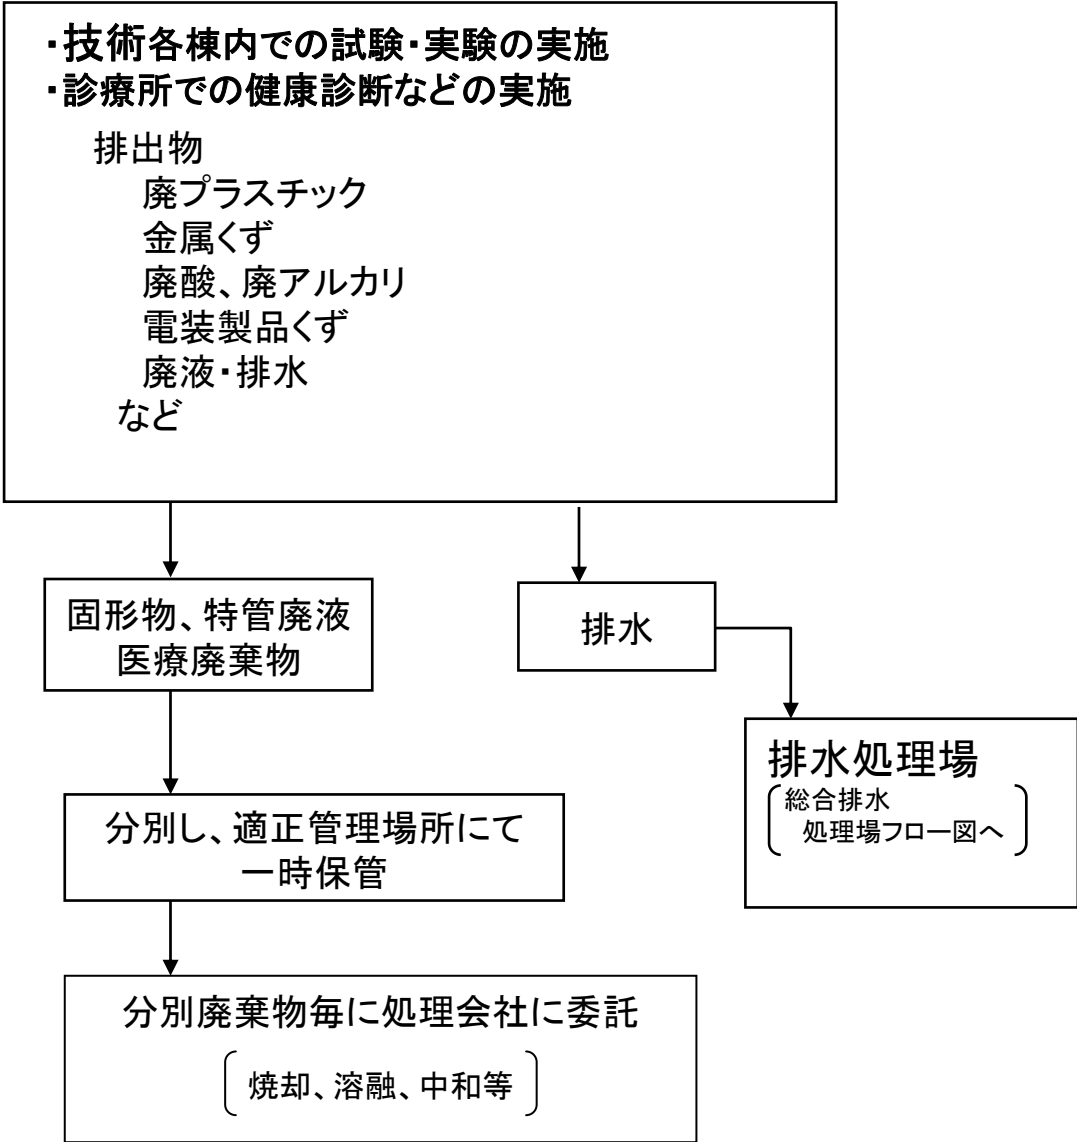 ・技術各棟内での試験・実験の実施
・診療所での健康診断などの実施
排出物
廃プラスチック
金属くず
廃酸、廃アルカリ
電装製品くず
廃液・排水
など
固形物、特管廃液
医療廃棄物
排水
排水処理場
総合排水
処理場フロー図へ
分別し、適正管理場所にて
一時保管
分別廃棄物毎に処理会社に委託
焼却、溶融、中和等